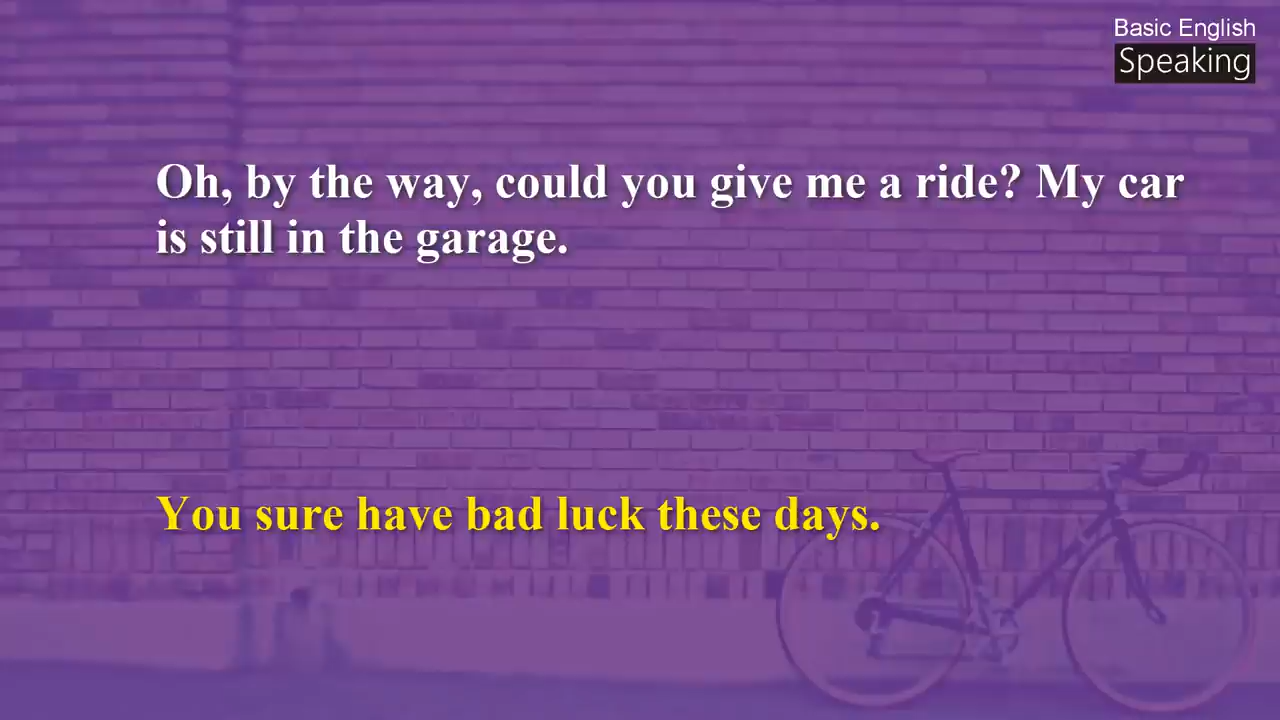 Basic English
Speaking
Oh, by the way, could you give me a ride? My car
is still in the garage.
You sure have bad luck these days.